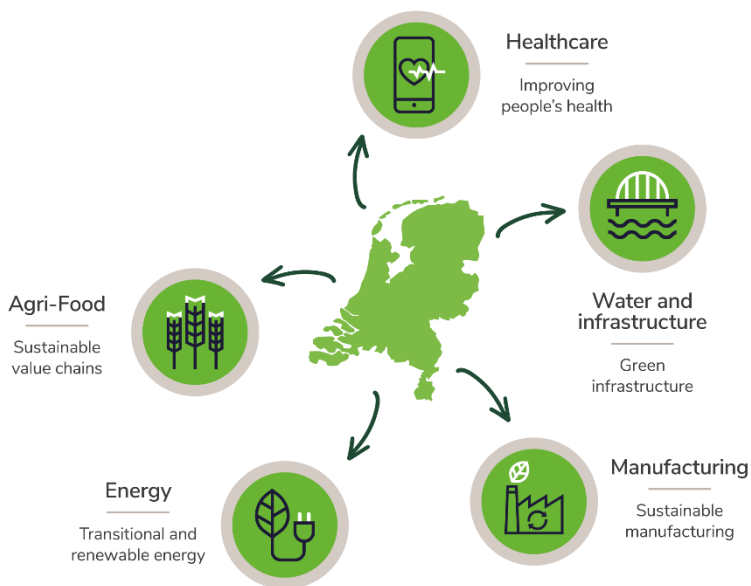 Healthcare
Improving
people's health
Water and
infrastructure
Green
infrastructure
Agri-Food
Sustainable
value chains
Manufacturing
Sustainable
manufacturing
Energy
Transitional and
renewable energy